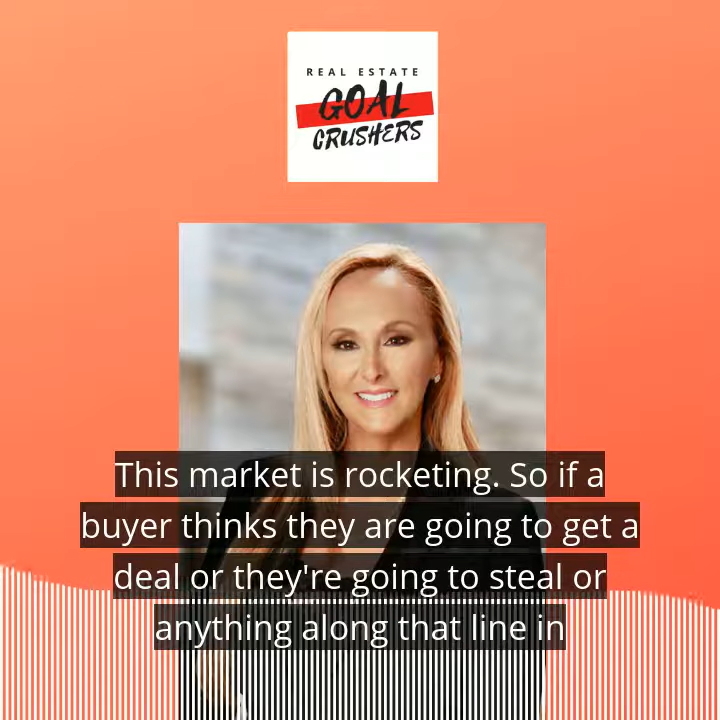 REAL ESTATE
GOAL
CRUSHERS
This market is rocketing. So if a
buyer thinks they are going to get a
deal or they're going to steal or
anything along that line in